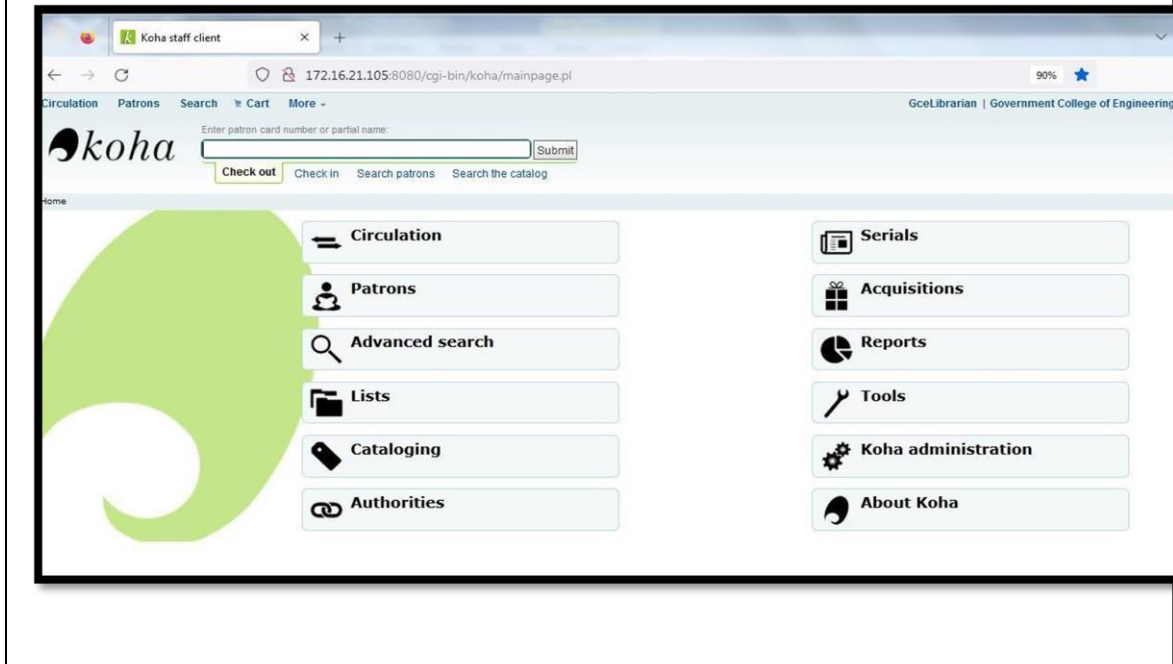 Koha staff client
172.16.21.105:8080/cgi-bin/koha/mainpage.pl 90%
Circulation Patrons Search Cart More GceLibrarian | Government College of Engineering
koha
Enter patron card number or partial name:
Submit
Check out Check in Search patrons Search the catalog
Home
Circulation
Serials
Patrons
Acquisitions
Advanced search
Reports
Lists
Tools
Cataloging
Koha administration
Authorities
About Koha